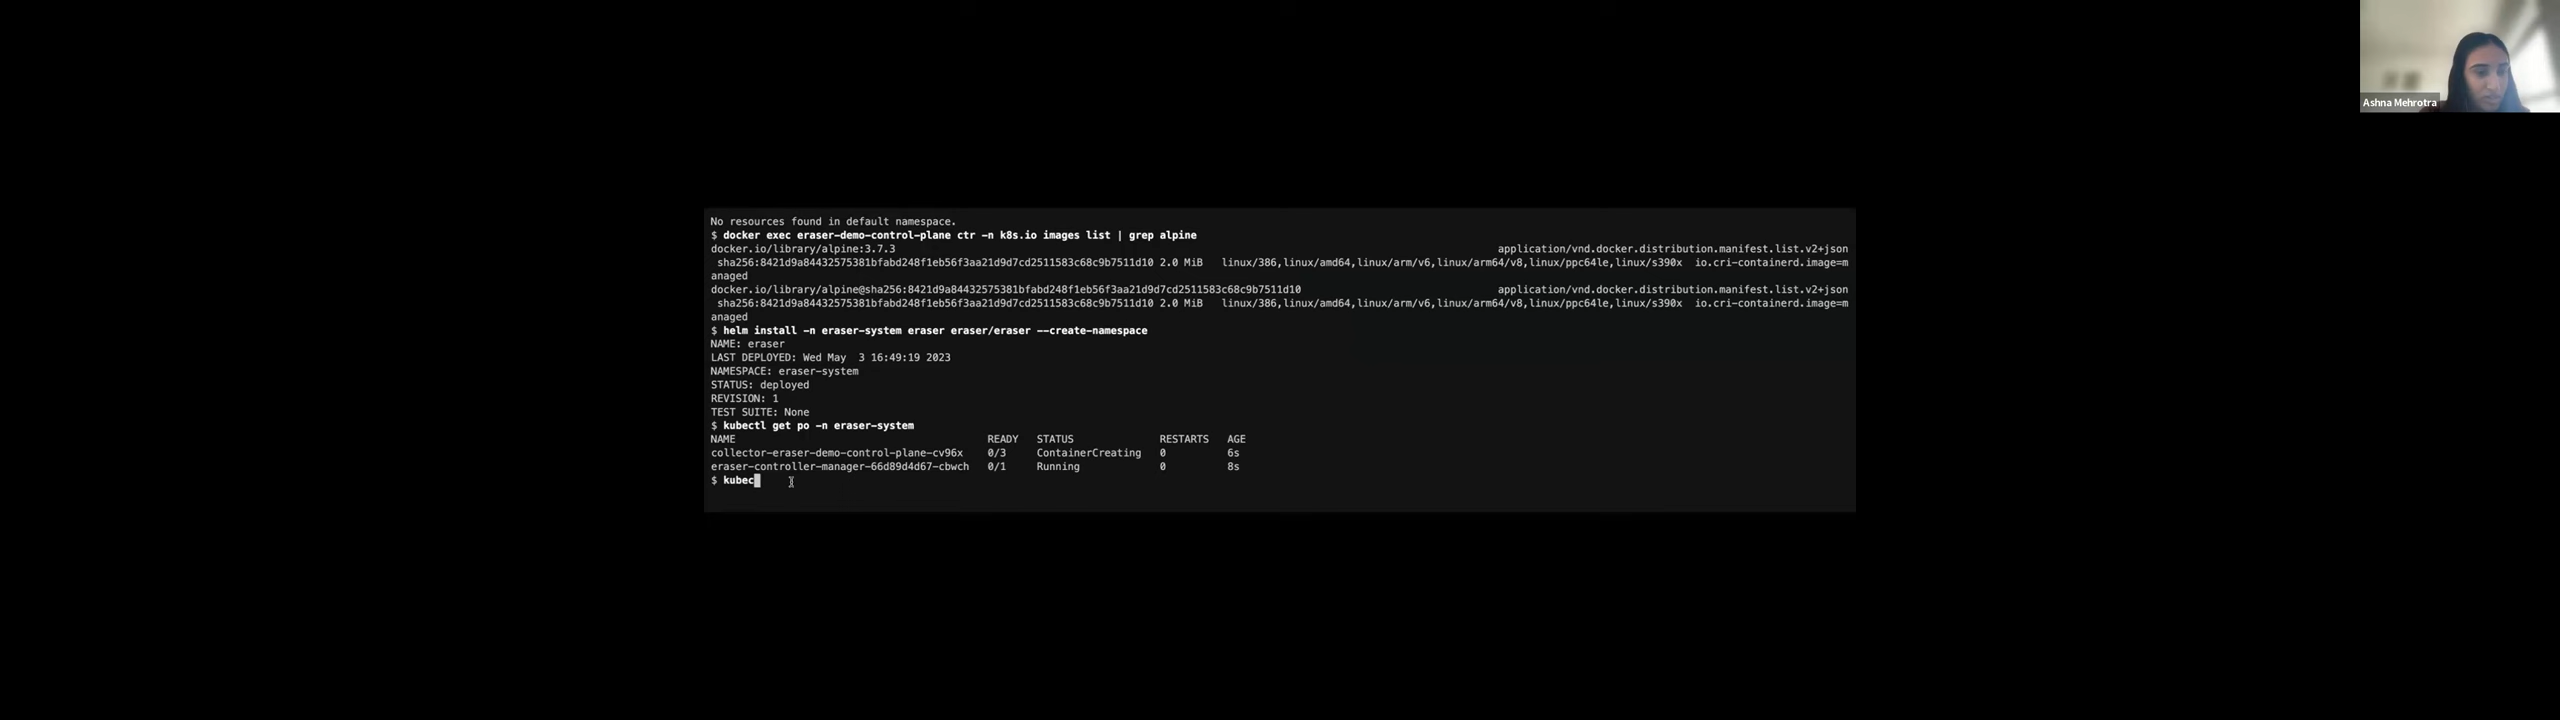 No resources found in default namespace.
$ docker exec eraser-demo-control-plane ctr -n k8s.io images list | grep alpine
docker.io/library/alpine:3.7.3 application/vnd.docker.distribution.manifest.list.v2+json
sha256:8421d9a84432575381bfabd248f1eb56f3aa21d9d7cd2511583c68c9b7511d10 2.0 MiB linux/386,linux/amd64,linux/arm/v6,linux/arm64/v8,linux/ppc64le,linux/s390x io.cri-containerd.image=m
anaged
docker.io/library/alpine@sha256:8421d9a84432575381bfabd248f1eb56f3aa21d9d7cd2511583c68c9b7511d10 application/vnd.docker.distribution.manifest.list.v2+json
sha256:8421d9a84432575381bfabd248f1eb56f3aa21d9d7cd2511583c68c9b7511d10 2.0 MiB linux/386,linux/amd64,linux/arm/v6,linux/arm64/v8,linux/ppc64le,linux/s390x io.cri-containerd.image=m
anaged
$ helm install -n eraser-system eraser eraser/eraser --create-namespace
NAME: eraser
LAST DEPLOYED: Wed May 3 16:49:19 2023
NAMESPACE: eraser-system
STATUS: deployed
REVISION: 1
TEST SUITE: None
$ kubectl get po -n eraser-system
NAME READY STATUS RESTARTS AGE
collector-eraser-demo-control-plane-cv96x 0/3 ContainerCreating 0 6s
eraser-controller-manager-66d89d4d67-cbwch 0/1 Running 0 8s
$ kubec
Ashna Mehrotra